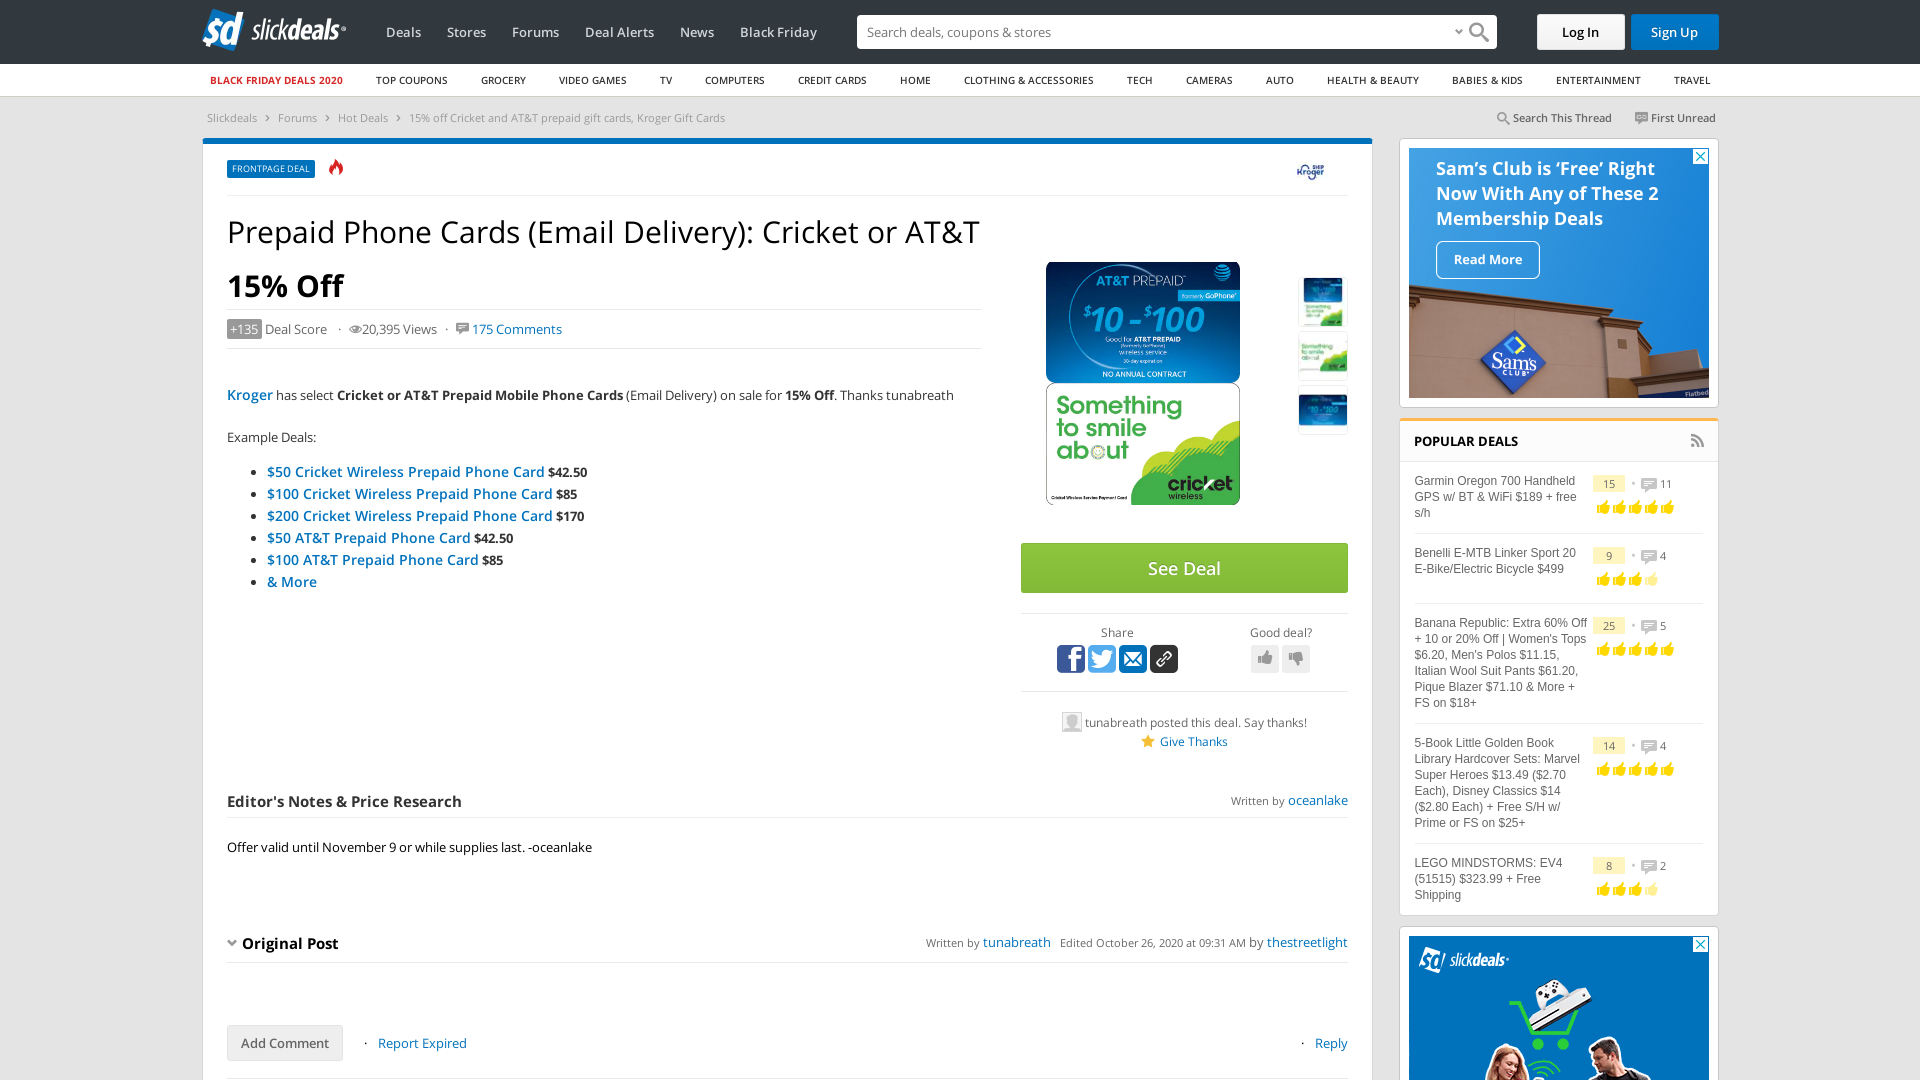 slickdeals
Deals
Stores
Forums
Deal Alerts
News
Black Friday
Search deals, coupons & stores
Log In
Sign Up
BLACK FRIDAY DEALS 2020
TOP COUPONS
GROCERY
VIDEO GAMES
TV
COMPUTERS
CREDIT CARDS
HOME
CLOTHING & ACCESSORIES
TECH
CAMERAS
AUTO
HEALTH & BEAUTY
BABIES & KIDS
ENTERTAINMENT
TRAVEL
Slickdeals > Forums > Hot Deals > 15% off Cricket and AT&T prepaid gift cards, Kroger Gift Cards
Search This Thread
First Unread
FRONTPAGE DEAL
Kroger SHIP
Prepaid Phone Cards (Email Delivery): Cricket or AT&T
15% Off
+135 Deal Score · 20,395 Views · 175 Comments
Kroger has select Cricket or AT&T Prepaid Mobile Phone Cards (Email Delivery) on sale for 15% Off. Thanks tunabreath
Example Deals:
$50 Cricket Wireless Prepaid Phone Card $42.50
$100 Cricket Wireless Prepaid Phone Card $85
$200 Cricket Wireless Prepaid Phone Card $170
$50 AT&T Prepaid Phone Card $42.50
$100 AT&T Prepaid Phone Card $85
& More
AT&T PREPAID
formerly GoPhone
$10 - $100
Good for AT&T PREPAID
(formerly GoPhone)
wireless service
NO ANNUAL CONTRACT
Something
to smile
about
cricket
wireless
Cricket Wireless Service Payment Card
See Deal
Share
Good deal?
tunabreath posted this deal. Say thanks!
Give Thanks
Editor's Notes & Price Research
Written by oceanlake
Offer valid until November 9 or while supplies last. -oceanlake
Original Post
Written by tunabreath Edited October 26, 2020 at 09:31 AM by thestreetlight
Add Comment
· Report Expired
· Reply
Sam's Club is 'Free' Right
Now With Any of These 2
Membership Deals
Read More
Sam's
CLUB
POPULAR DEALS
Garmin Oregon 700 Handheld
GPS w/ BT & WiFi $189 + free
s/h
15 · 11
Benelli E-MTB Linker Sport 20
E-Bike/Electric Bicycle $499
9 · 4
Banana Republic: Extra 60% Off
+ 10 or 20% Off | Women's Tops
$6.20, Men's Polos $11.15,
Italian Wool Suit Pants $61.20,
Pique Blazer $71.10 & More +
FS on $18+
25 · 5
5-Book Little Golden Book
Library Hardcover Sets: Marvel
Super Heroes $13.49 ($2.70
Each), Disney Classics $14
($2.80 Each) + Free S/H w/
Prime or FS on $25+
14 · 4
LEGO MINDSTORMS: EV4
(51515) $323.99 + Free
Shipping
8 · 2
slickdeals